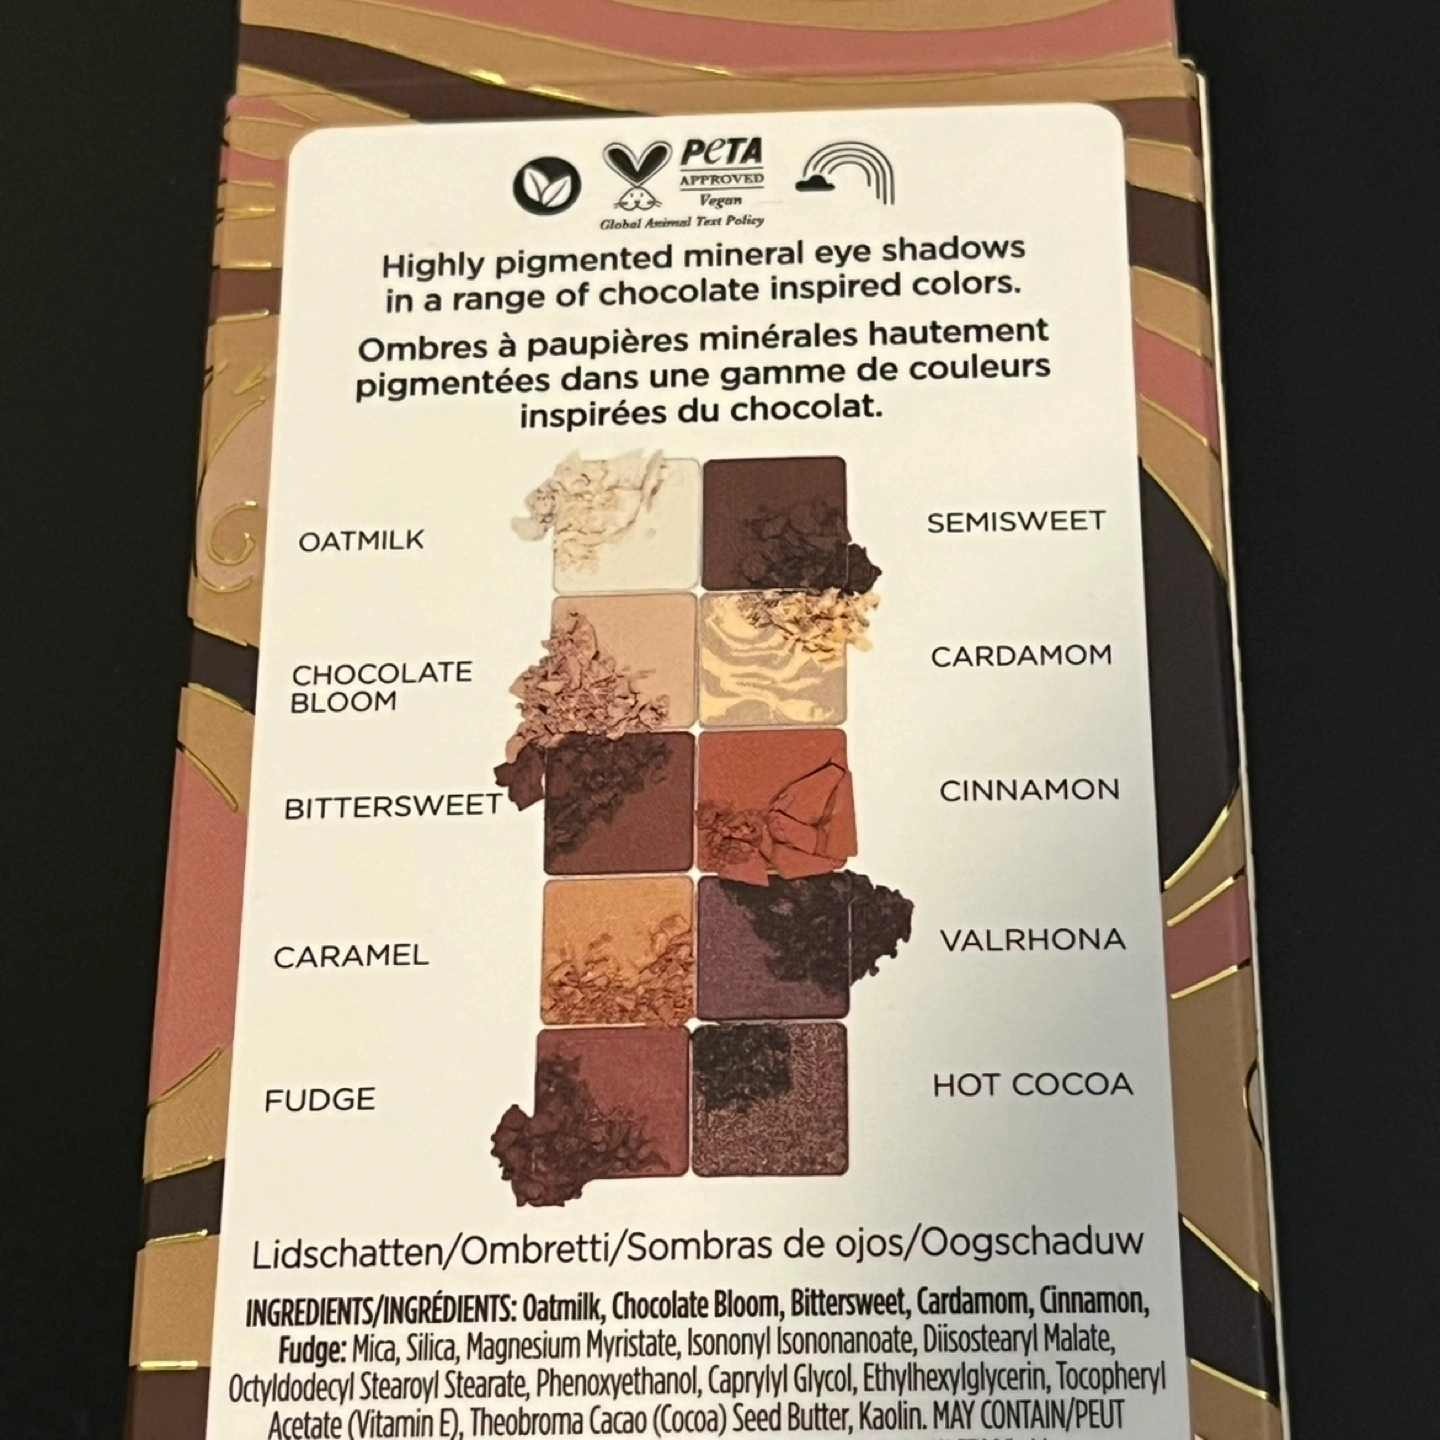 PETA
APPROVED
Vegan
Global Animal Test Policy
Highly pigmented mineral eye shadows
in a range of chocolate inspired colors.
Ombres à paupières minérales hautement
pigmentées dans une gamme de couleurs
inspirées du chocolat.
OATMILK
SEMISWEET
CHOCOLATE
BLOOM
CARDAMOM
BITTERSWEET
CINNAMON
CARAMEL
VALRHONA
FUDGE
HOT COCOA
Lidschatten/Ombretti/Sombras de ojos/Oogschaduw
INGREDIENTS/INGRÉDIENTS: Oatmilk, Chocolate Bloom, Bittersweet, Cardamom, Cinnamon,
Fudge: Mica, Silica, Magnesium Myristate, Isononyl Isononanoate, Diisostearyl Malate,
Octyldodecyl Stearoyl Stearate, Phenoxyethanol, Caprylyl Glycol, Ethylhexylglycerin, Tocopheryl
Acetate (Vitamin E), Theobroma Cacao (Cocoa) Seed Butter, Kaolin. MAY CONTAIN/PEUT